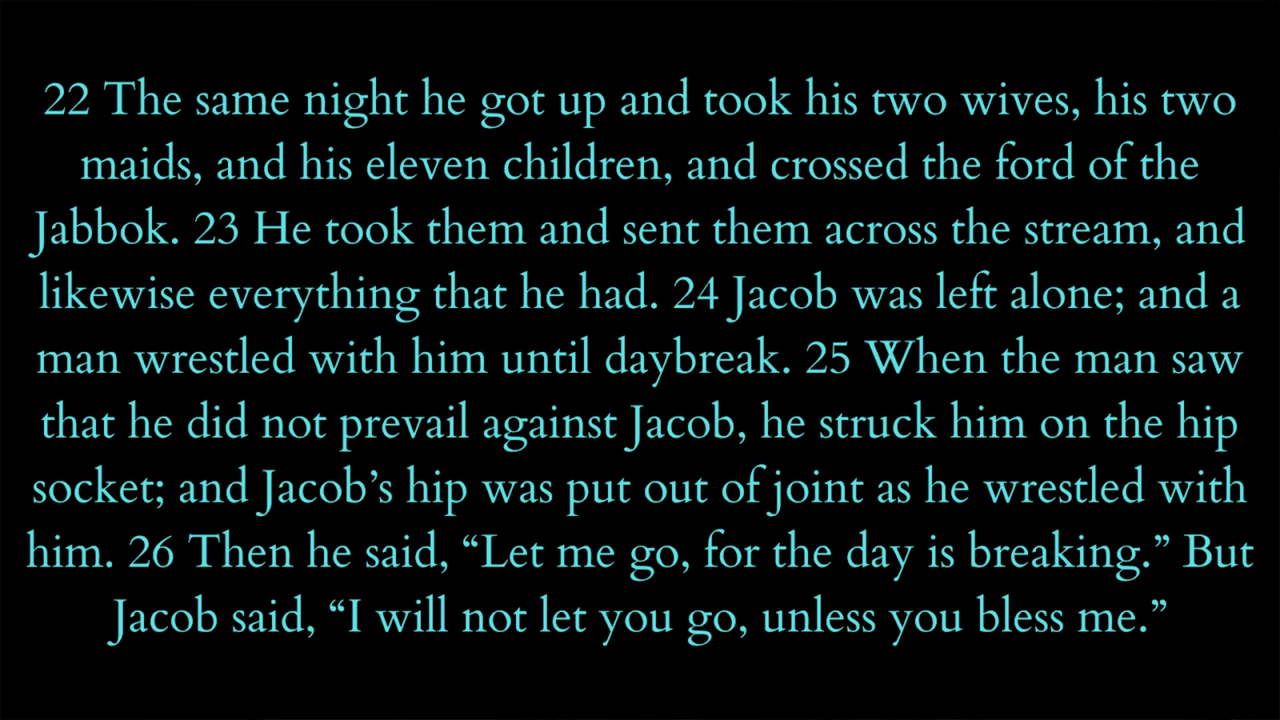 22 The same night he got up and took his two wives, his two
maids, and his eleven children, and crossed the ford of the
Jabbok. 23 He took them and sent them across the stream, and
likewise everything that he had. 24 Jacob was left alone; and a
man wrestled with him until daybreak. 25 When the man saw
that he did not prevail against Jacob, he struck him on the hip
socket; and Jacob’s hip was put out of joint as he wrestled with
him. 26 Then he said, “Let me go, for the day is breaking.” But
Jacob said, “I will not let you go, unless you bless me.”